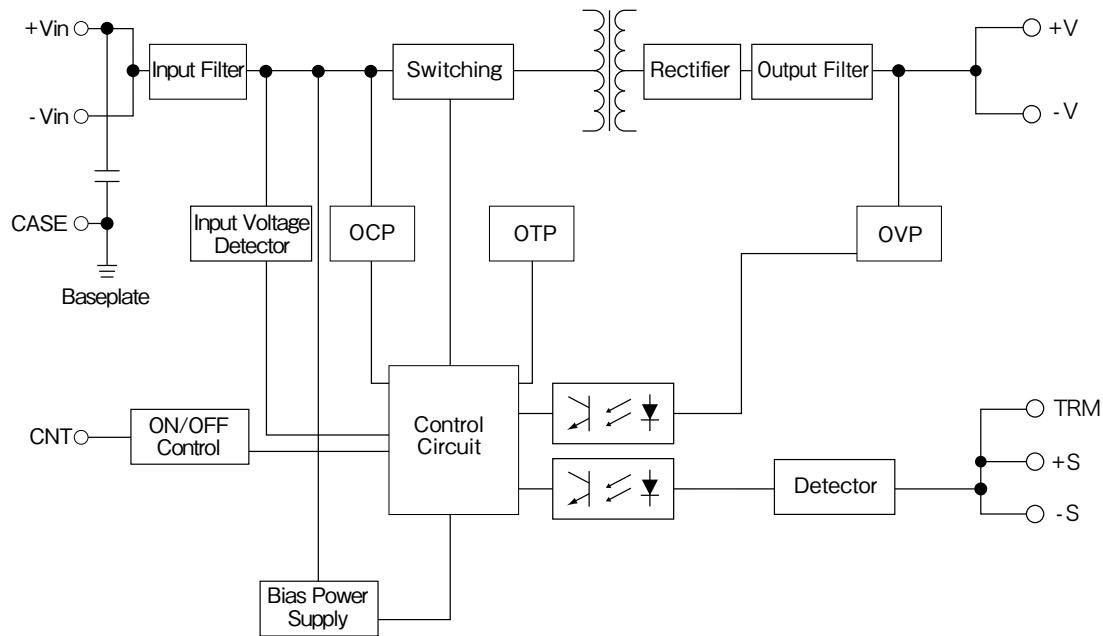 +Vin
+V
Input Filter
Switching
Rectifier
Output Filter
-Vin
-V
CASE
Input Voltage
Detector
OCP
OTP
OVP
Baseplate
CNT
ON/OFF
Control
Control
Circuit
TRM
+S
Detector
-S
Bias Power
Supply